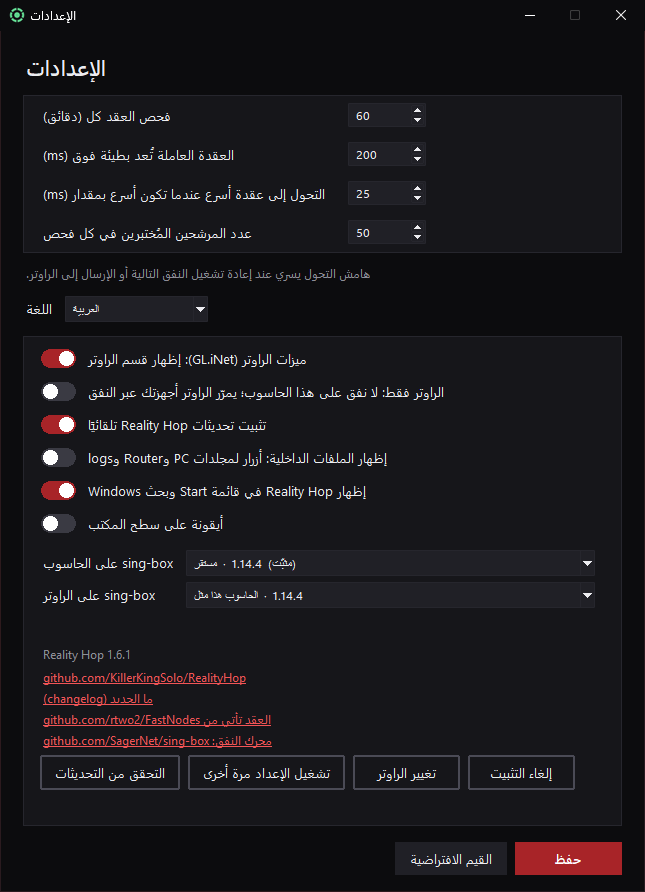 الإعدادات
الإعدادات
فحص العقد كل (دقائق)
60
العقدة العاملة تُعد بطيئة فوق (ms)
200
التحول إلى عقدة أسرع عندما تكون أسرع بمقدار (ms)
25
عدد المرشحين المُختبرين في كل فحص
50
هامش التحول يسري عند إعادة تشغيل النفق التالية أو الإرسال إلى الراوتر.
اللغة
العربية
ميزات الراوتر (GL.iNet): إظهار قسم الراوتر
الراوتر فقط: لا نفق على هذا الحاسوب؛ يمرّر الراوتر أجهزتك عبر النفق
تثبيت تحديثات Reality Hop تلقائيًا
إظهار الملفات الداخلية: أزرار لمجلدات PC وRouter وlogs
إظهار Reality Hop في قائمة Start وبحث Windows
أيقونة على سطح المكتب
sing-box على الحاسوب
مستقر · 1.14.4 (مثبّت)
sing-box على الراوتر
مثل هذا الحاسوب · 1.14.4
Reality Hop 1.6.1
github.com/KillerKingSolo/RealityHop
ما الجديد (changelog)
العقد تأتي من github.com/rtwo2/FastNodes
محرك النفق: github.com/SagerNet/sing-box
التحقق من التحديثات
تشغيل الإعداد مرة أخرى
تغيير الراوتر
إلغاء التثبيت
القيم الافتراضية
حفظ